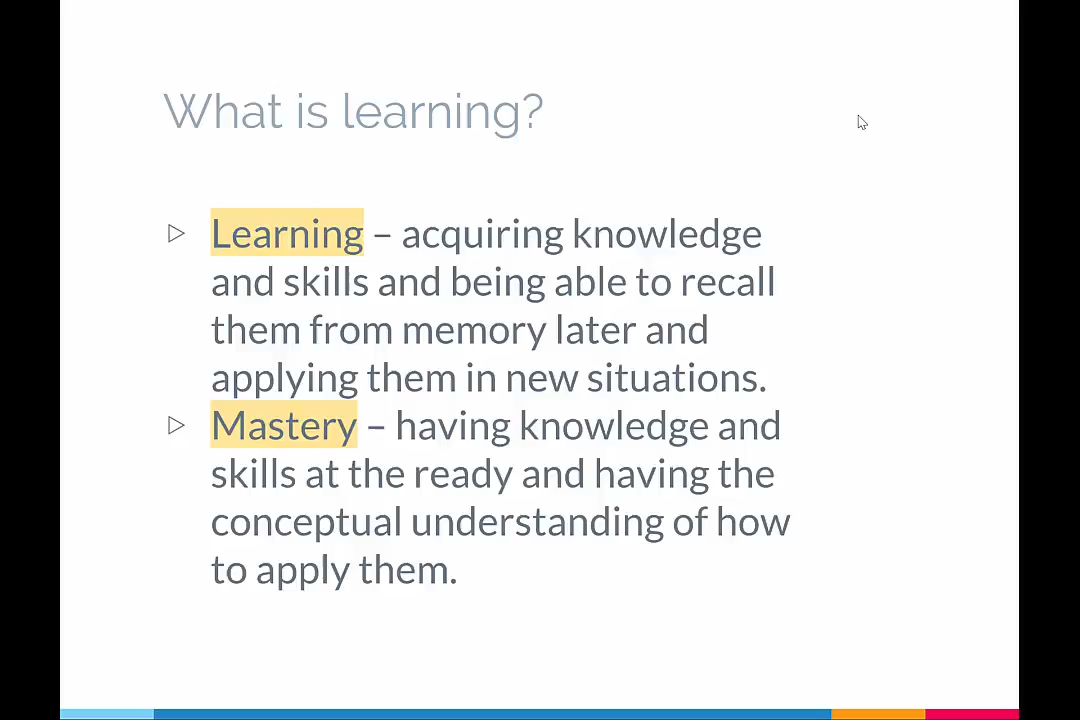 What is learning?
Learning – acquiring knowledge
and skills and being able to recall
them from memory later and
applying them in new situations.
Mastery – having knowledge and
skills at the ready and having the
conceptual understanding of how
to apply them.